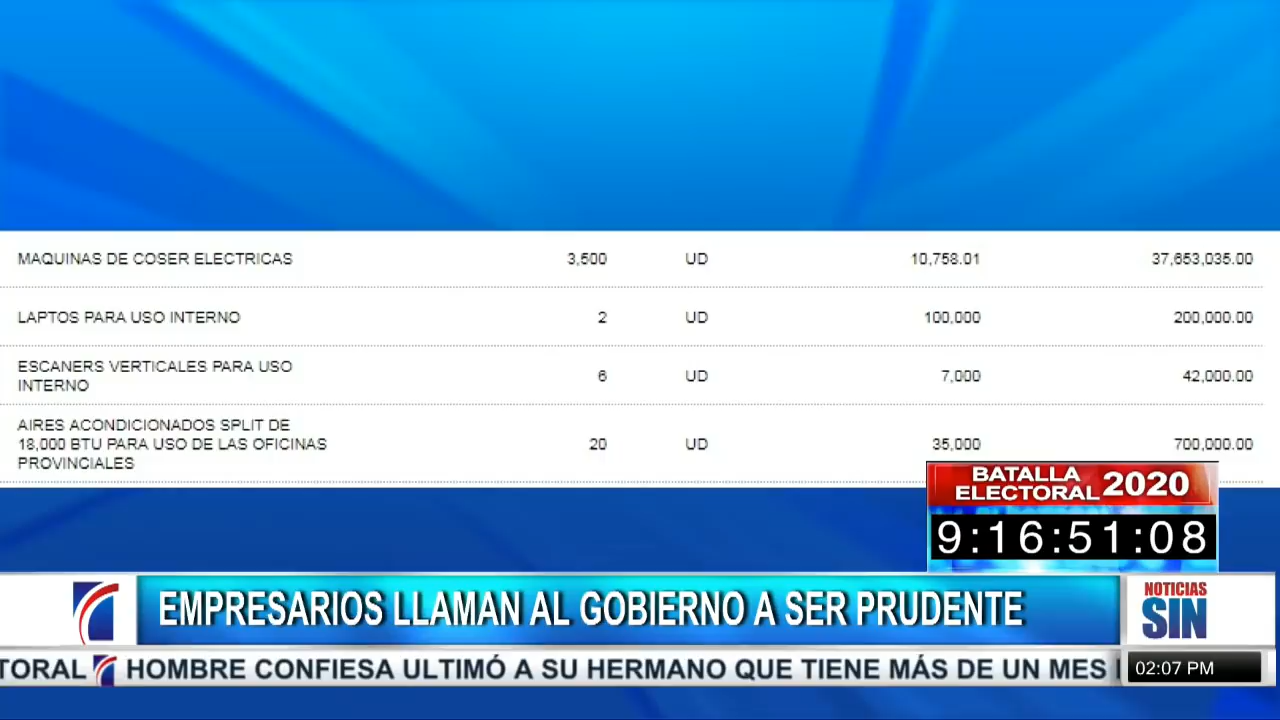 MAQUINAS DE COSER ELECTRICAS 3,500 UD 10,758.01 37,653,035.00
LAPTOS PARA USO INTERNO 2 UD 100,000 200,000.00
ESCANERS VERTICALES PARA USO
INTERNO 6 UD 7,000 42,000.00
AIRES ACONDICIONADOS SPLIT DE
18,000 BTU PARA USO DE LAS OFICINAS 20 UD 35,000 700,000.00
PROVINCIALES
BATALLA
ELECTORAL 2020
9:16:51:08
EMPRESARIOS LLAMAN AL GOBIERNO A SER PRUDENTE
NOTICIAS
SIN
TORAL HOMBRE CONFIESA ULTIMÓ A SU HERMANO QUE TIENE MÁS DE UN MES
02:07 PM